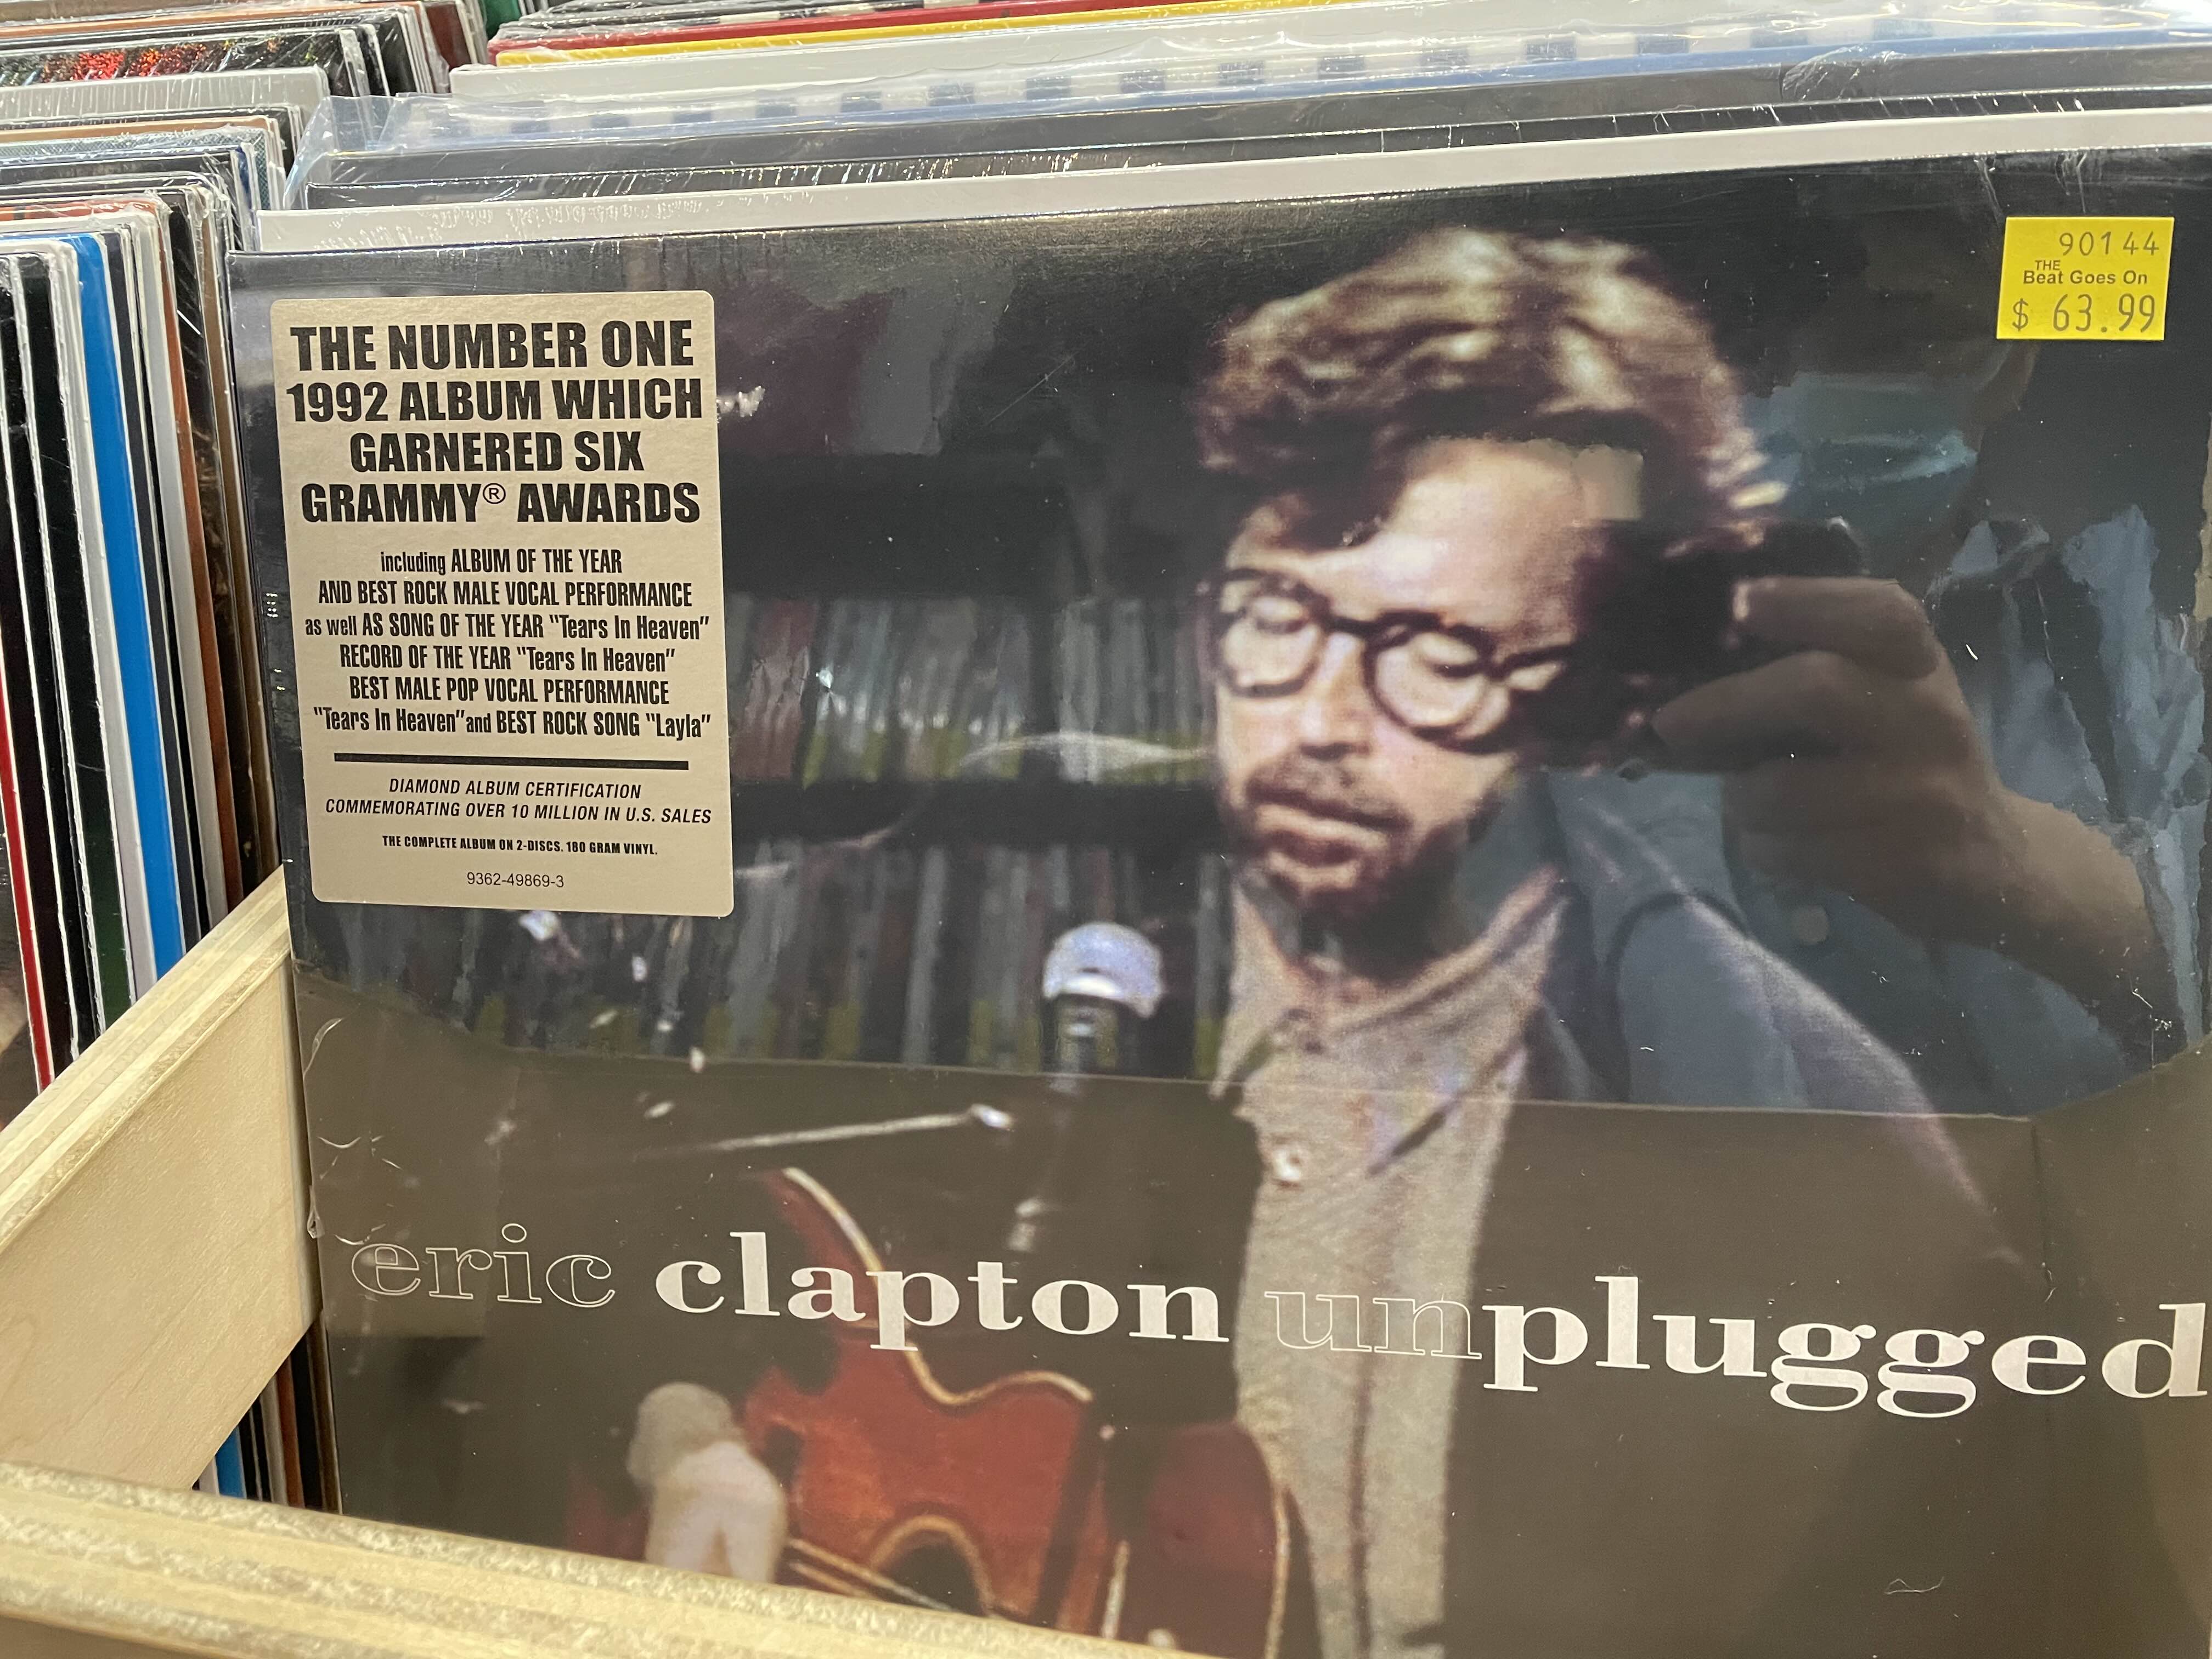 90144
THE
Beat Goes On
$ 63.99
THE NUMBER ONE
1992 ALBUM WHICH
GARNERED SIX
GRAMMY® AWARDS
including ALBUM OF THE YEAR
AND BEST ROCK MALE VOCAL PERFORMANCE
as well AS SONG OF THE YEAR "Tears In Heaven"
RECORD OF THE YEAR "Tears In Heaven"
BEST MALE POP VOCAL PERFORMANCE
"Tears In Heaven" and BEST ROCK SONG "Layla"
DIAMOND ALBUM CERTIFICATION
COMMEMORATING OVER 10 MILLION IN U.S. SALES
THE COMPLETE ALBUM ON 2-DISCS. 180 GRAM VINYL.
9362-49869-3
eric clapton unplugged